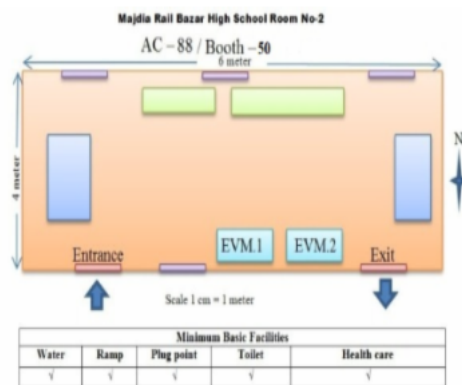 Majdia Rail Bazar High School Room No-2
AC - 88 / Booth -50
6 meter
4 meter
N
EVM.1 EVM.2
Entrance Exit
Scale 1 cm = 1 meter
Minimum Basic Facilities
Water Ramp Plug point Toilet Health care
√ √ √ √ √